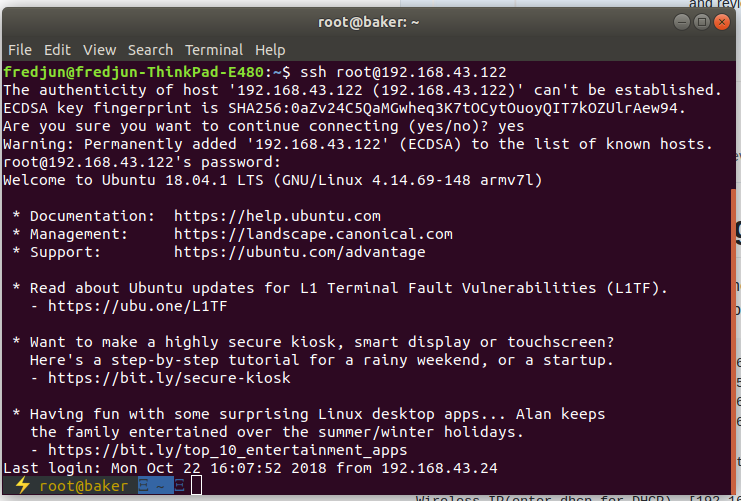 and revie
root@baker: ~
File Edit View Search Terminal Help
fredjun@fredjun-ThinkPad-E480:~$ ssh root@192.168.43.122
The authenticity of host '192.168.43.122 (192.168.43.122)' can't be established.
ECDSA key fingerprint is SHA256:0aZv24C5QaMGwheq3K7tOCytOuoyQIT7kOZUlrAew94.
Are you sure you want to continue connecting (yes/no)? yes
Warning: Permanently added '192.168.43.122' (ECDSA) to the list of known hosts.
root@192.168.43.122's password:
Welcome to Ubuntu 18.04.1 LTS (GNU/Linux 4.14.69-148 armv7l)
* Documentation: https://help.ubuntu.com
* Management: https://landscape.canonical.com
* Support: https://ubuntu.com/advantage
* Read about Ubuntu updates for L1 Terminal Fault Vulnerabilities (L1TF).
- https://ubu.one/L1TF
* Want to make a highly secure kiosk, smart display or touchscreen?
Here's a step-by-step tutorial for a rainy weekend, or a startup.
- https://bit.ly/secure-kiosk
* Having fun with some surprising Linux desktop apps... Alan keeps
the family entertained over the summer/winter holidays.
- https://bit.ly/top_10_entertainment_apps
Last login: Mon Oct 22 16:07:52 2018 from 192.168.43.24
⚡ root@baker ~
Wireless IP(enter dhcp for DHCP) [192.16